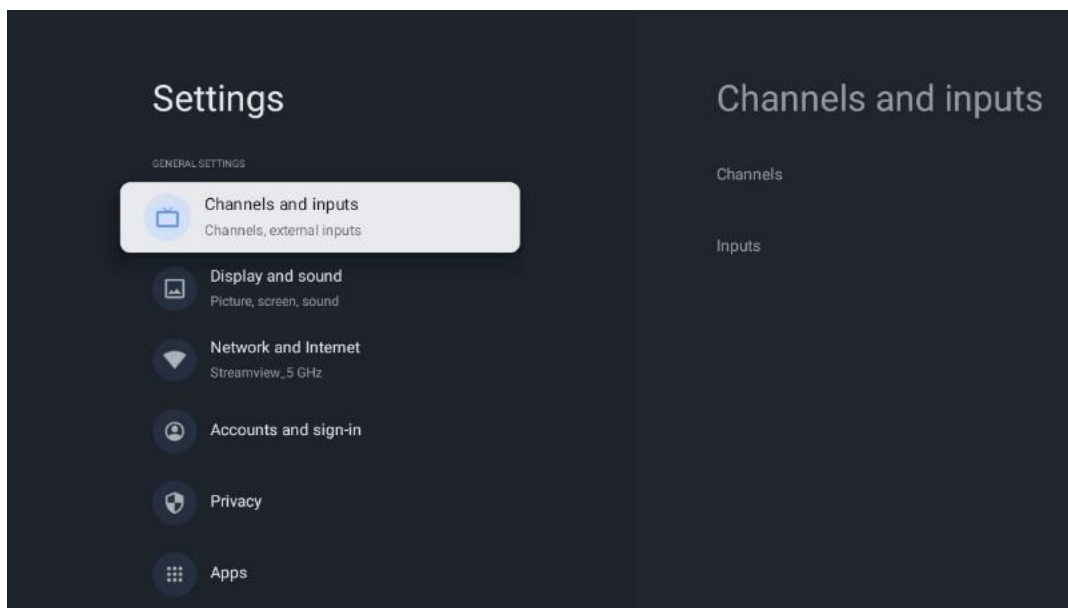 Settings
GENERAL SETTINGS
Channels and inputs
Channels, external inputs
Display and sound
Picture, screen, sound
Network and Internet
Streamview_5 GHz
Accounts and sign-in
Privacy
Apps
Channels and inputs
Channels
Inputs